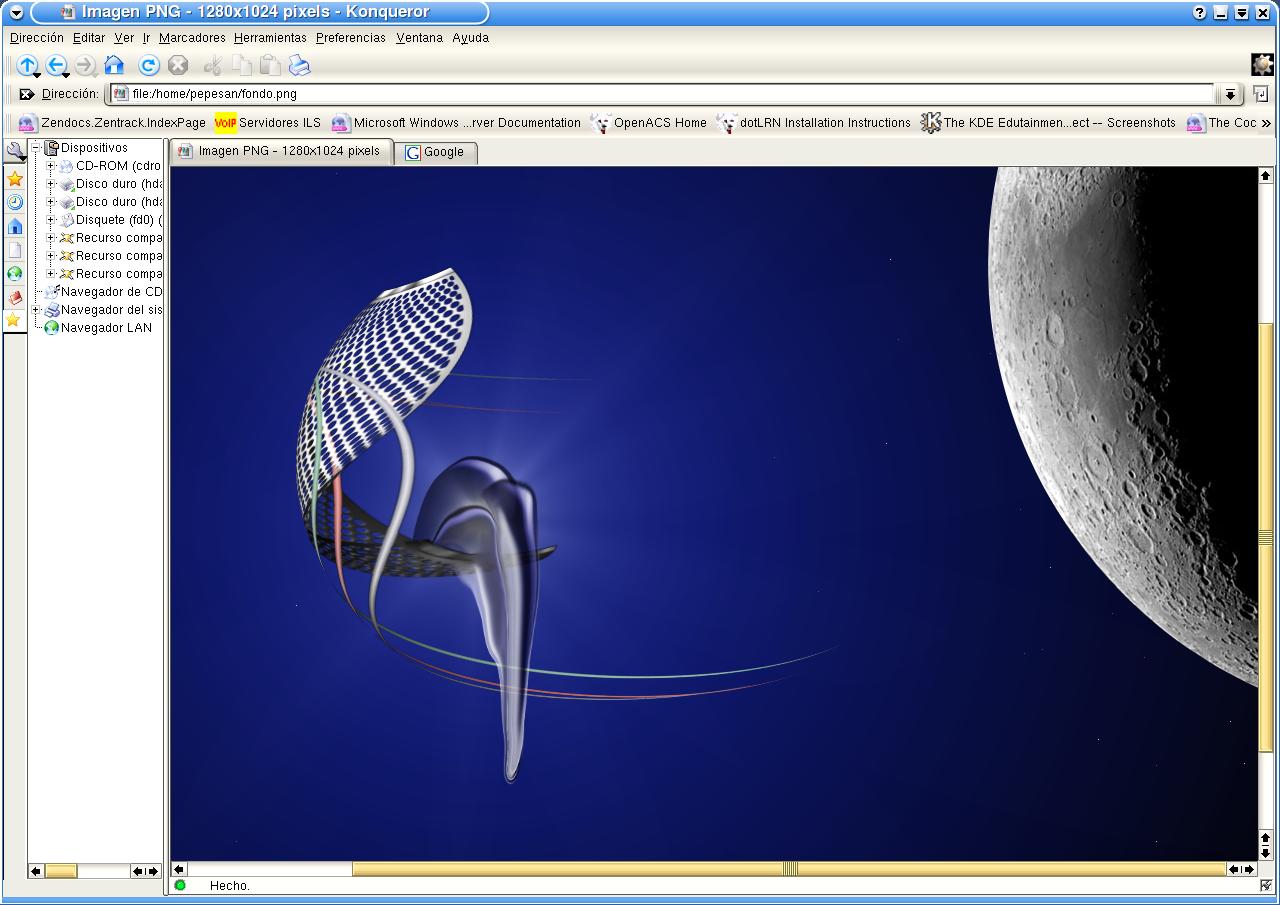 Imagen PNG - 1280x1024 pixels - Konqueror
Dirección Editar Ver Ir Marcadores Herramientas Preferencias Ventana Ayuda
Dirección: file:/home/pepesan/fondo.png
Zendocs.Zentrack.IndexPage VoIP Servidores ILS Microsoft Windows ...rver Documentation OpenACS Home dotLRN Installation Instructions The KDE Edutainmen...ect -- Screenshots The Coc »
Imagen PNG - 1280x1024 pixels G Google
Dispositivos
CD-ROM (cdro
Disco duro (hda
Disco duro (hda
Disquete (fd0) (
Recurso compa
Recurso compa
Recurso compa
Navegador de CD
Navegador del sis
Navegador LAN
Hecho.